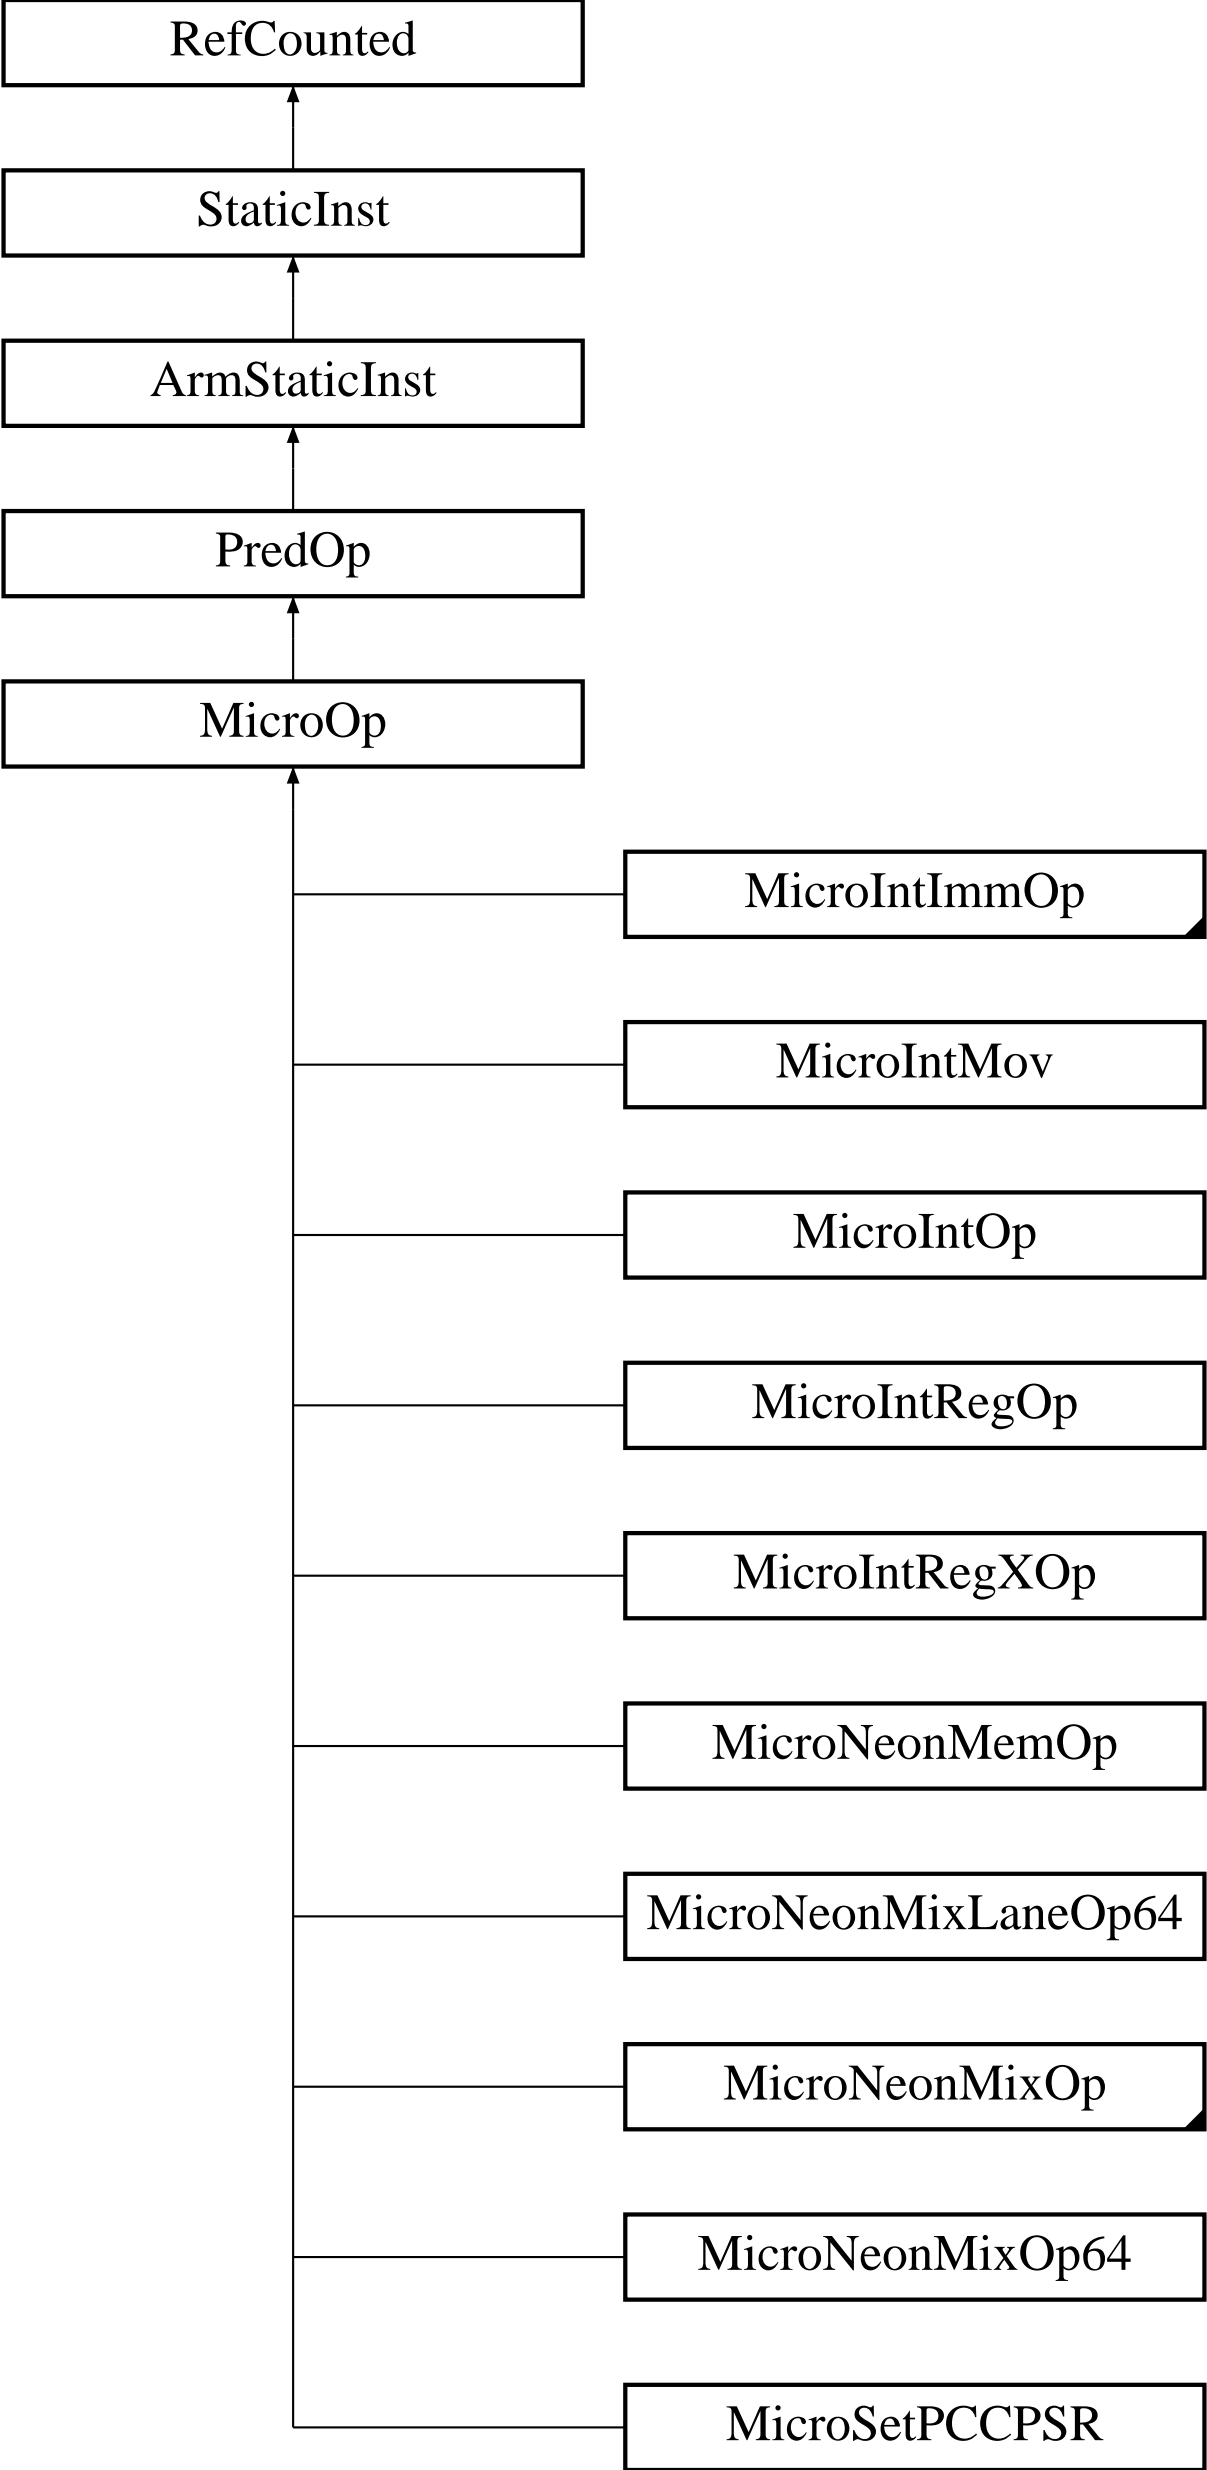 RefCounted
StaticInst
ArmStaticInst
PredOp
MicroOp
MicroIntImmOp
MicroIntMov
MicroIntOp
MicroIntRegOp
MicroIntRegXOp
MicroNeonMemOp
MicroNeonMixLaneOp64
MicroNeonMixOp
MicroNeonMixOp64
MicroSetPCCPSR